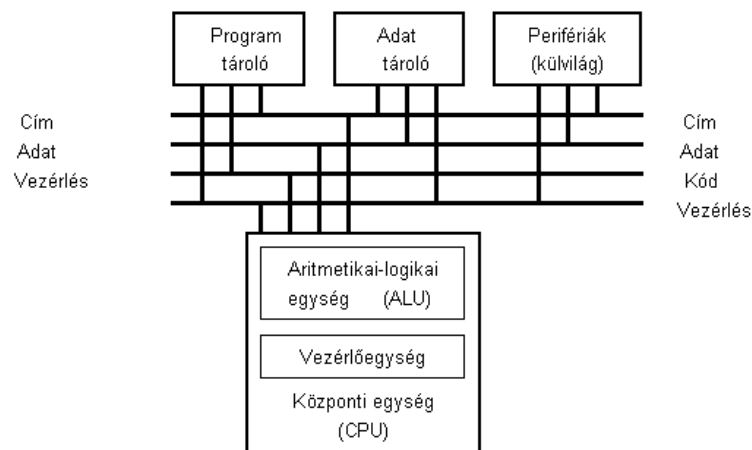 Program
tároló
Adat
tároló
Perifériák
(külvilág)
Cím
Adat
Vezérlés
Cím
Adat
Kód
Vezérlés
Aritmetikai-logikai
egység (ALU)
Vezérlőegység
Központi egység
(CPU)